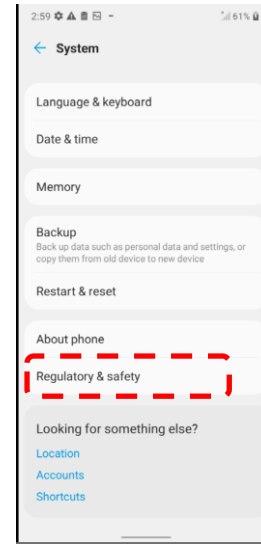 2:59 61%
System
Language & keyboard
Date & time
Memory
Backup
Back up data such as personal data and settings, or
copy them from old device to new device
Restart & reset
About phone
Regulatory & safety
Looking for something else?
Location
Accounts
Shortcuts